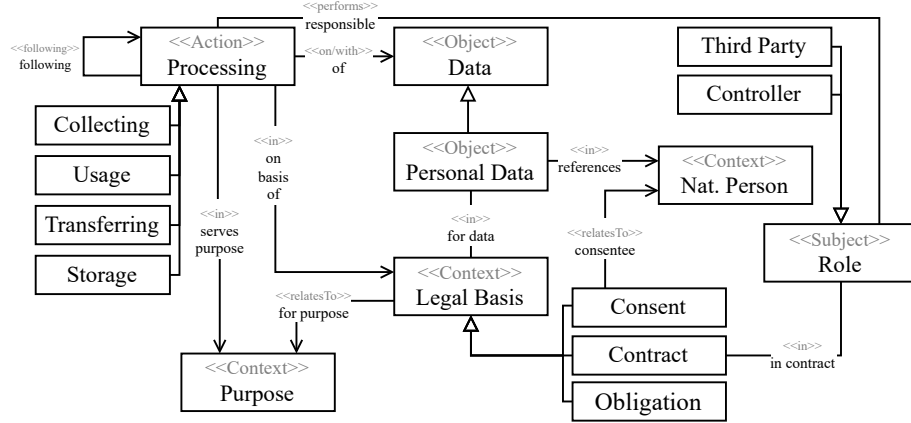 <<performs>>
responsible
<<following>>
following
<<Action>>
Processing
<<on/with>>
of
<<Object>>
Data
Third Party
Controller
Collecting
Usage
Transferring
Storage
<<in>>
on
basis
of
<<Object>>
Personal Data
<<in>>
references
<<Context>>
Nat. Person
<<in>>
serves
purpose
<<in>>
for data
<<relatesTo>>
consentee
<<Subject>>
Role
<<Context>>
Legal Basis
<<relatesTo>>
for purpose
Consent
Contract
Obligation
<<in>>
in contract
<<Context>>
Purpose